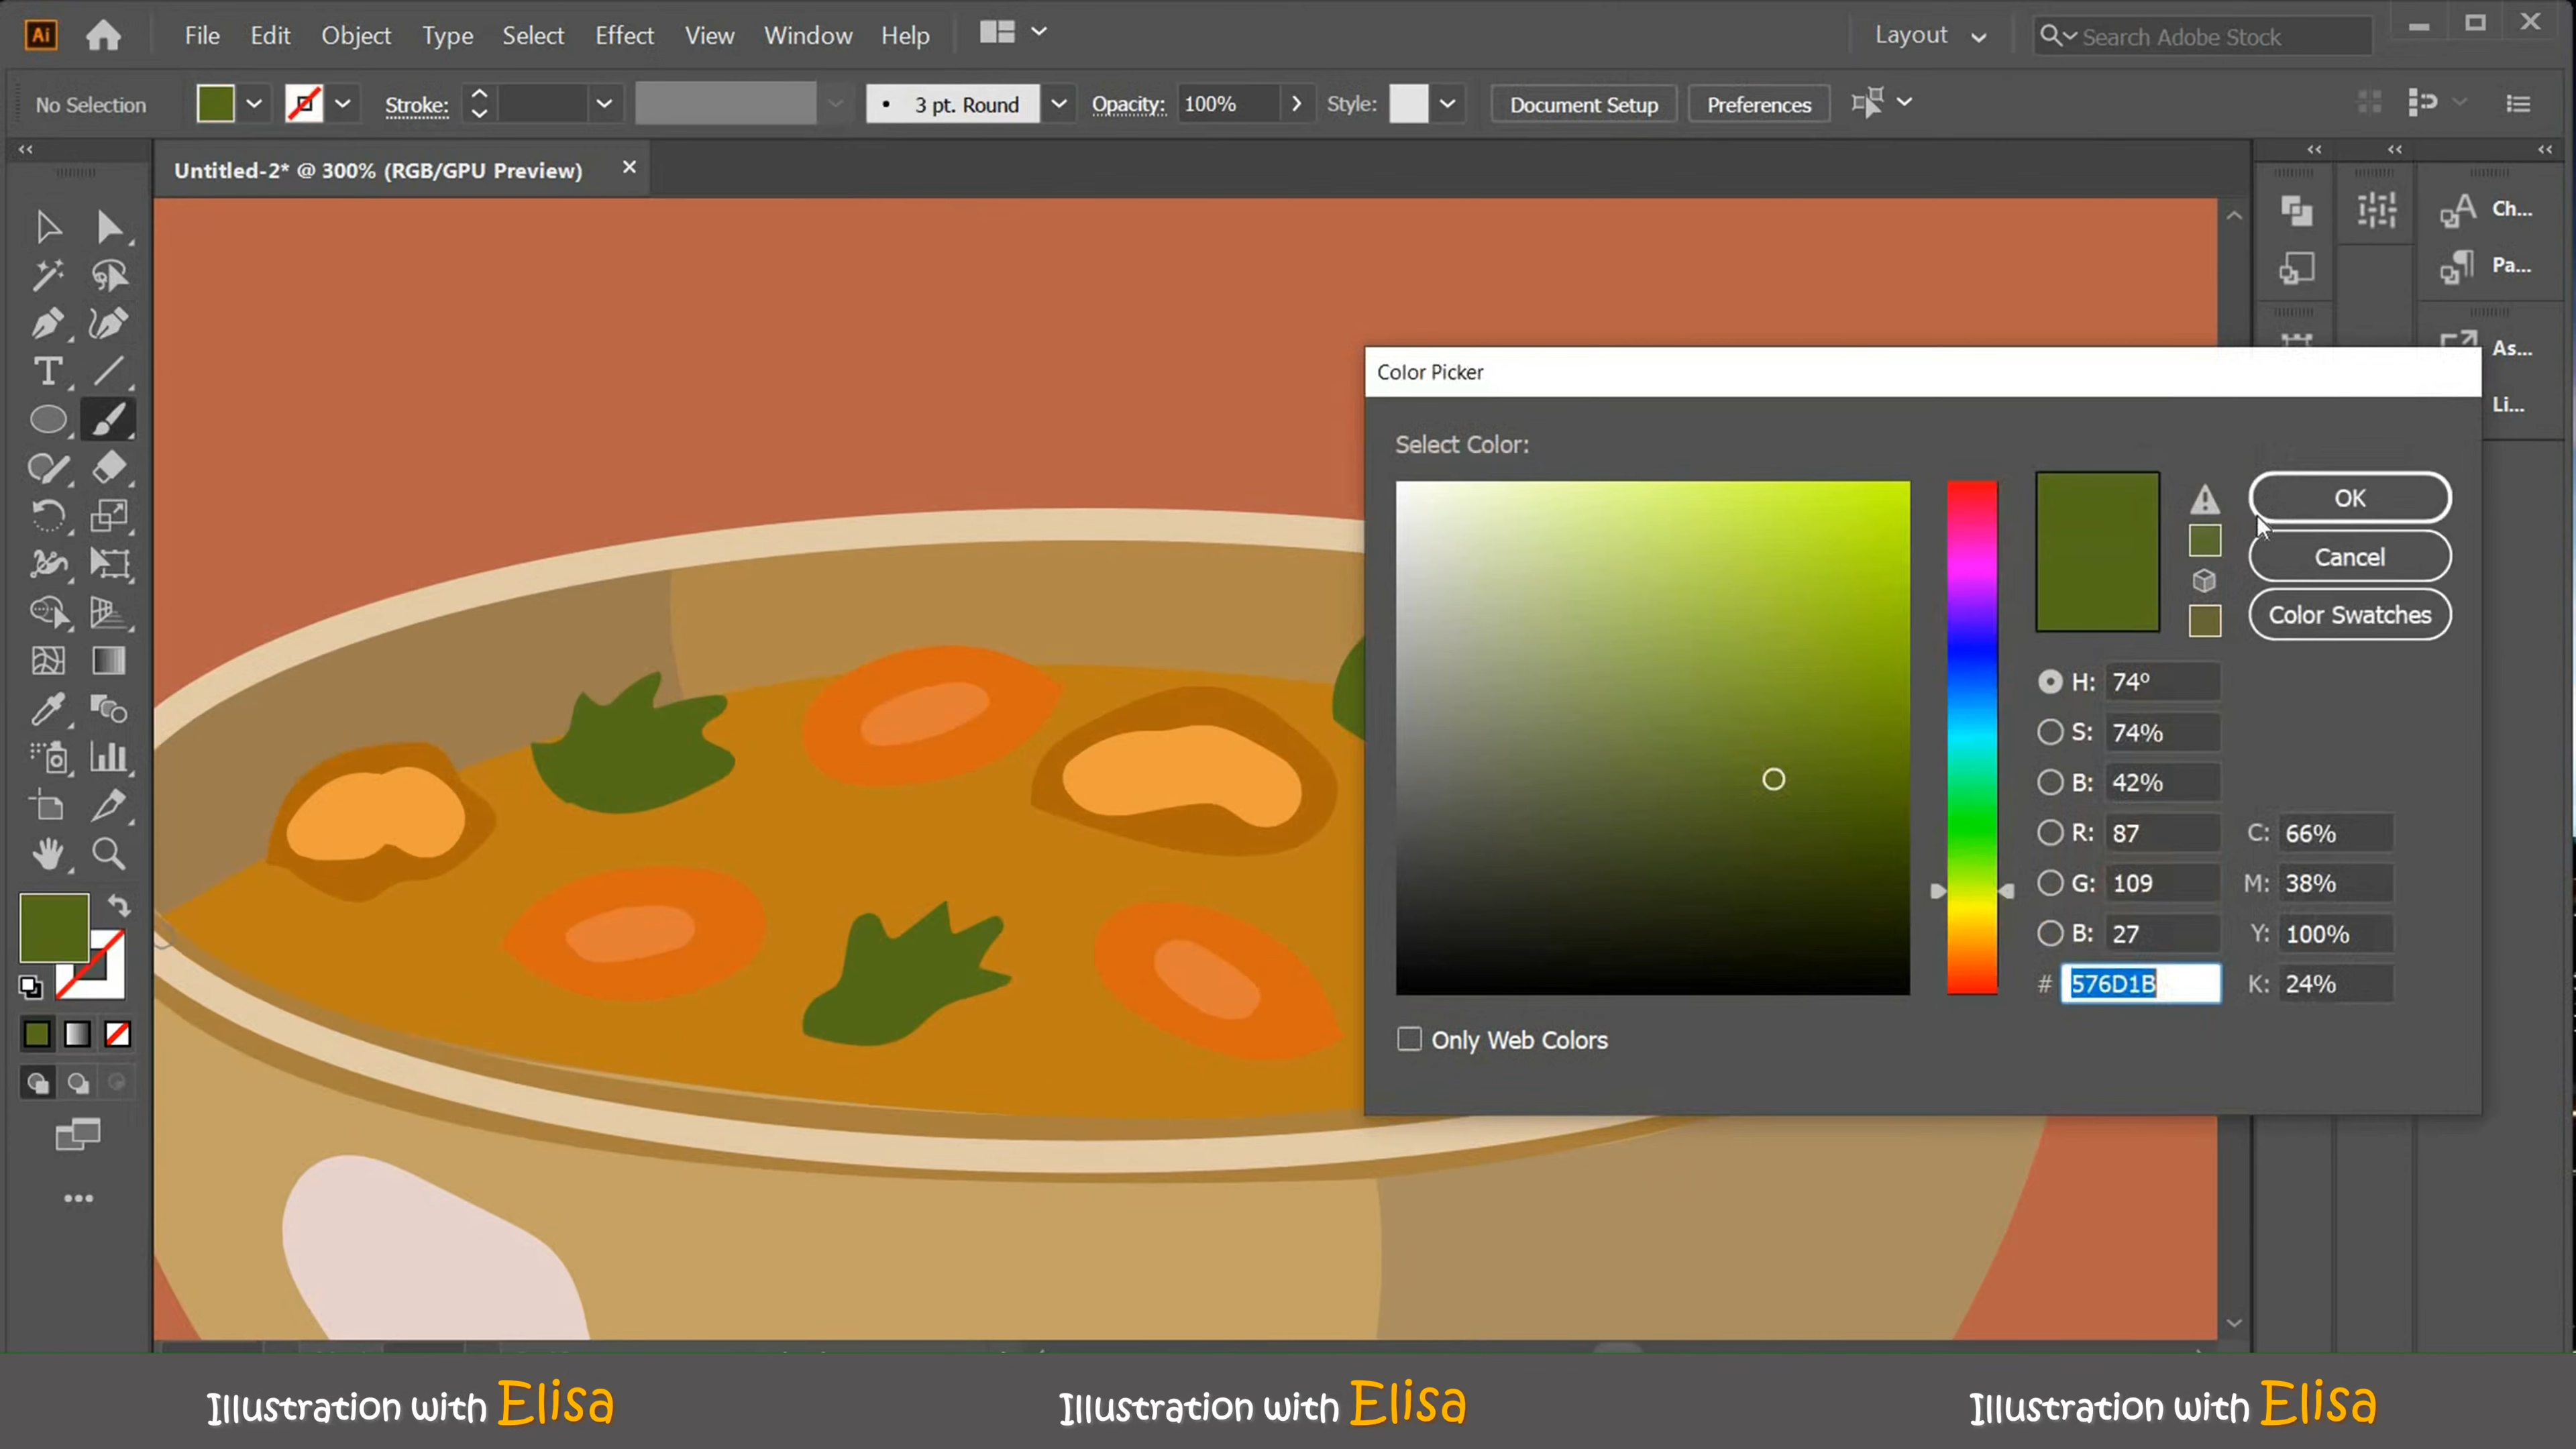 Ai File Edit Object Type Select Effect View Window Help Layout Search Adobe Stock
No Selection Stroke: 3 pt. Round Opacity: 100% Style: Document Setup Preferences
Untitled-2* @ 300% (RGB/GPU Preview)
Ch...
Pa...
As...
Li...
Color Picker
Select Color:
OK
Cancel
Color Swatches
H: 74º
S: 74%
B: 42%
R: 87 C: 66%
G: 109 M: 38%
B: 27 Y: 100%
# 576D1B K: 24%
Only Web Colors
Illustration with Elisa Illustration with Elisa Illustration with Elisa